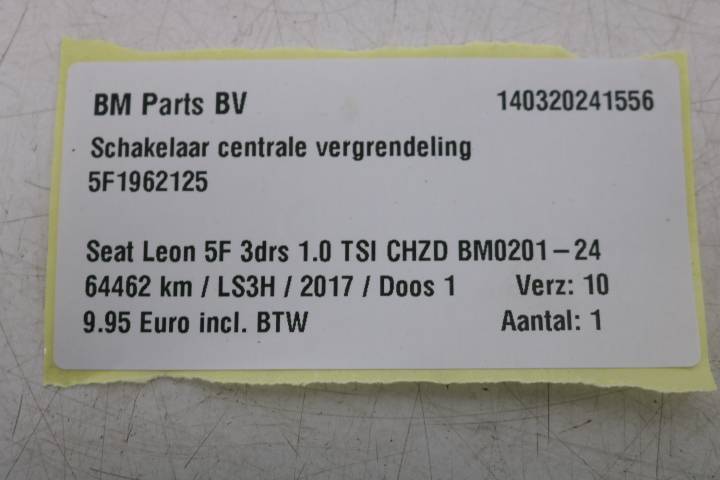 BM Parts BV 140320241556
Schakelaar centrale vergrendeling
5F1962125
Seat Leon 5F 3drs 1.0 TSI CHZD BM0201-24
64462 km / LS3H / 2017 / Doos 1 Verz: 10
9.95 Euro incl. BTW Aantal: 1